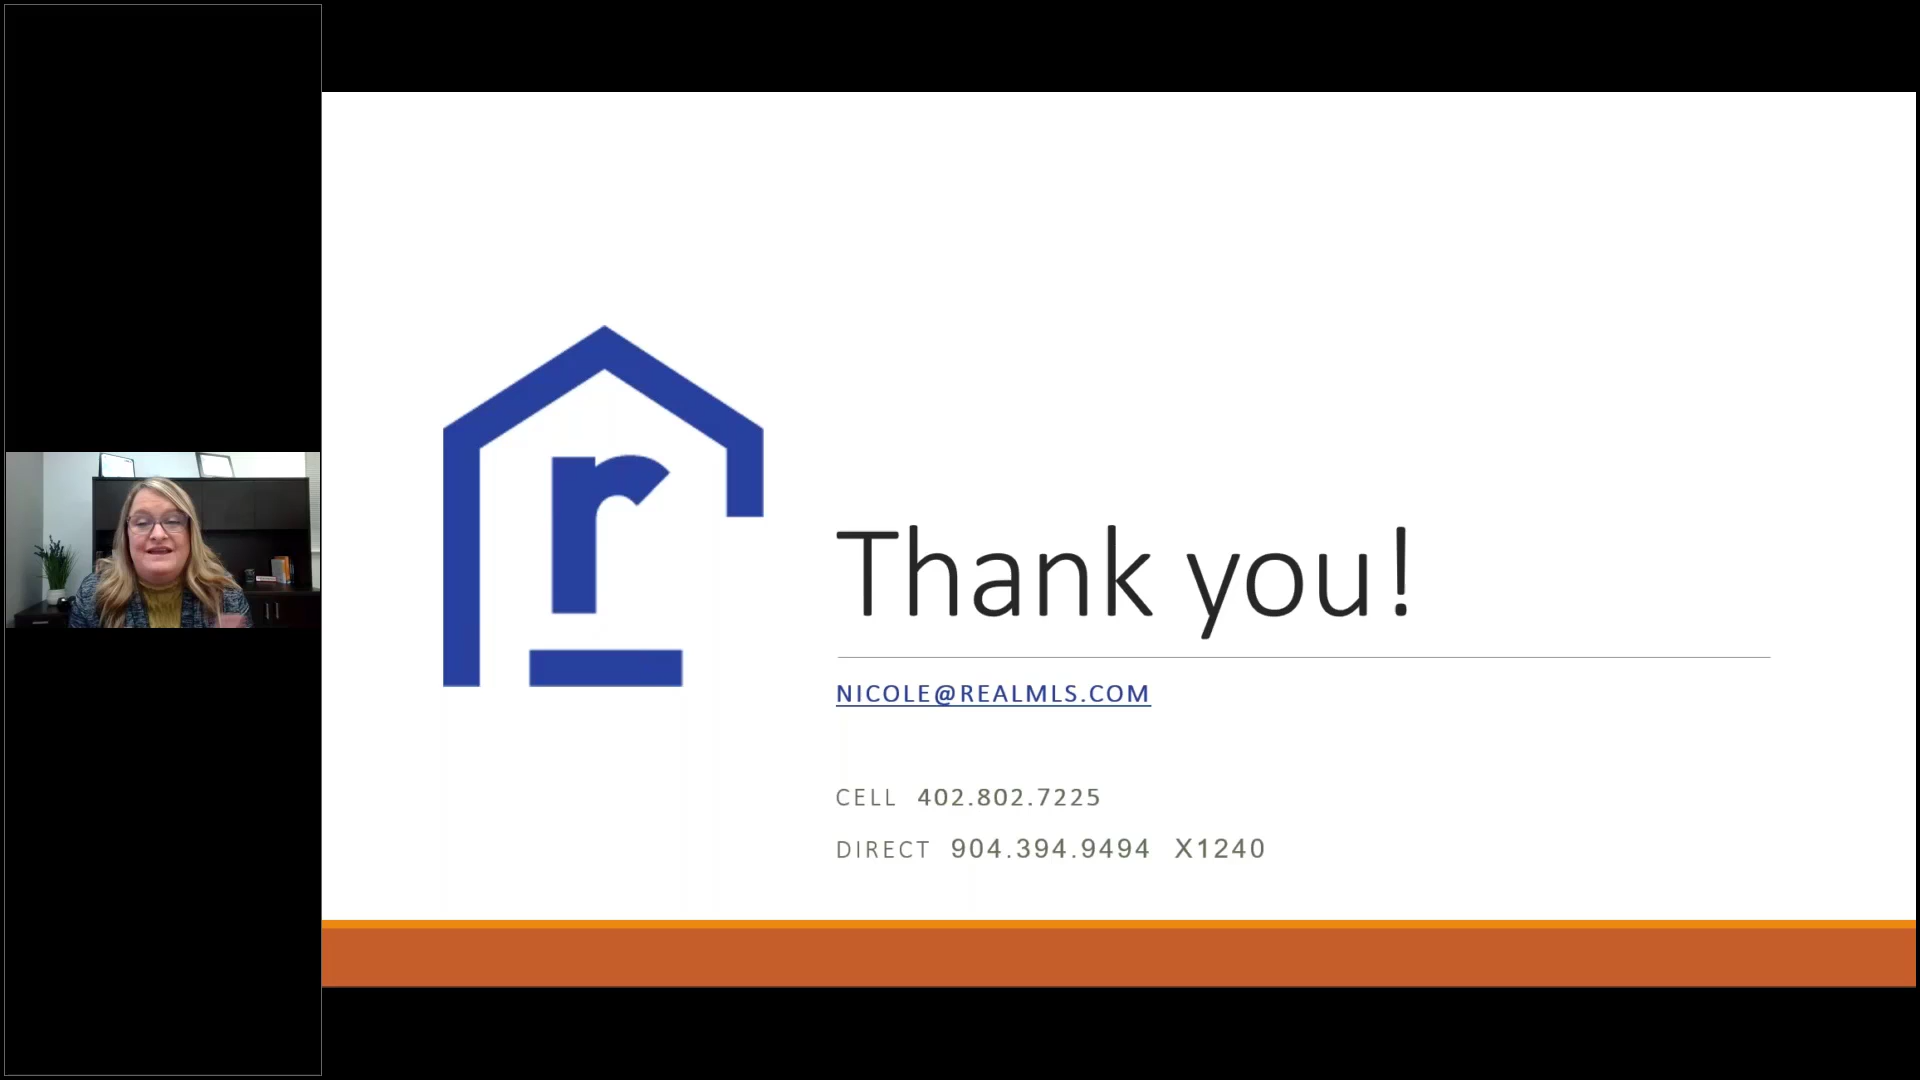 r
Thank you!
NICOLE@REALMLS.COM
CELL 402.802.7225
DIRECT 904.394.9494 X1240